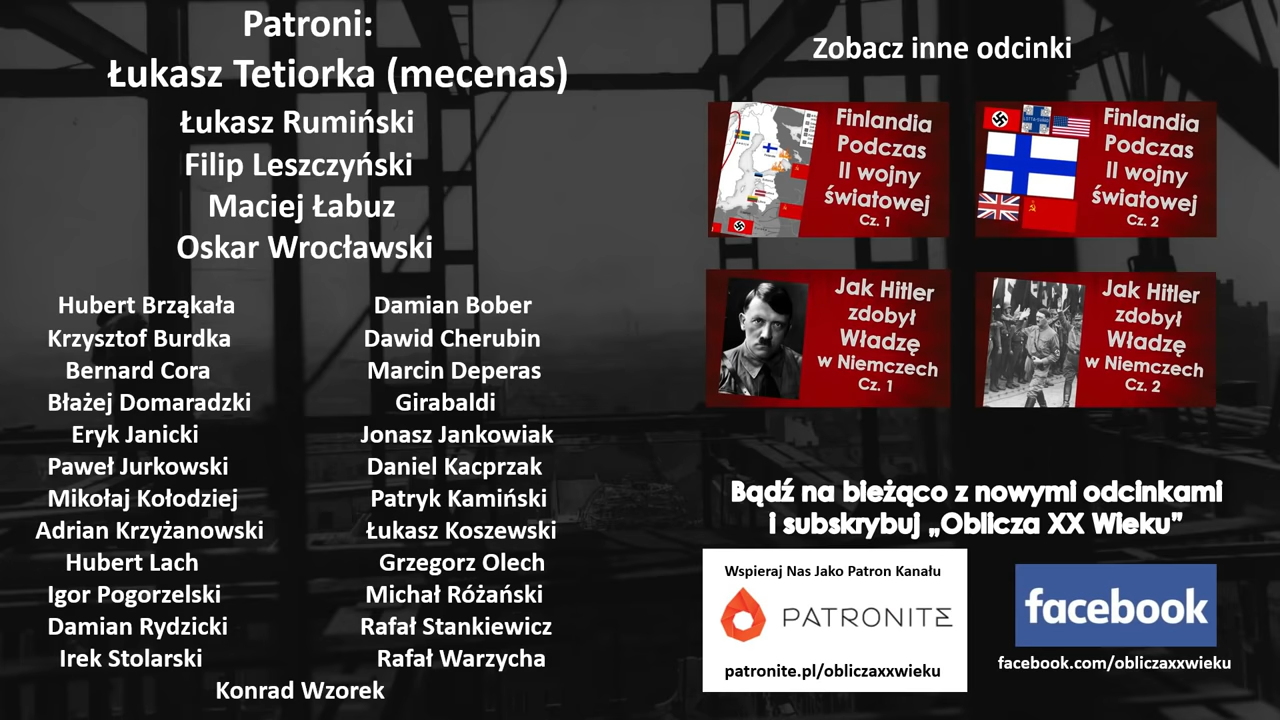 Patroni:
Łukasz Tetiorka (mecenas)
Łukasz Rumiński
Filip Leszczyński
Maciej Łabuz
Oskar Wrocławski
Hubert Brząkała
Krzysztof Burdka
Bernard Cora
Błażej Domaradzki
Eryk Janicki
Paweł Jurkowski
Mikołaj Kołodziej
Adrian Krzyżanowski
Hubert Lach
Igor Pogorzelski
Damian Rydzicki
Irek Stolarski
Damian Bober
Dawid Cherubin
Marcin Deperas
Girabaldi
Jonasz Jankowiak
Daniel Kacprzak
Patryk Kamiński
Łukasz Koszewski
Grzegorz Olech
Michał Różański
Rafał Stankiewicz
Rafał Warzycha
Konrad Wzorek
Zobacz inne odcinki
Finlandia
Podczas
II wojny
światowej
Cz. 1
Finlandia
Podczas
II wojny
światowej
Cz. 2
Jak Hitler
zdobył
Władzę
w Niemczech
Cz. 1
Jak Hitler
zdobył
Władzę
w Niemczech
Cz. 2
Bądź na bieżąco z nowymi odcinkami
i subskrybuj „Oblicza XX Wieku”
Wspieraj Nas Jako Patron Kanału
PATRONITE
patronite.pl/obliczaxxwieku
facebook
facebook.com/obliczaxxwieku